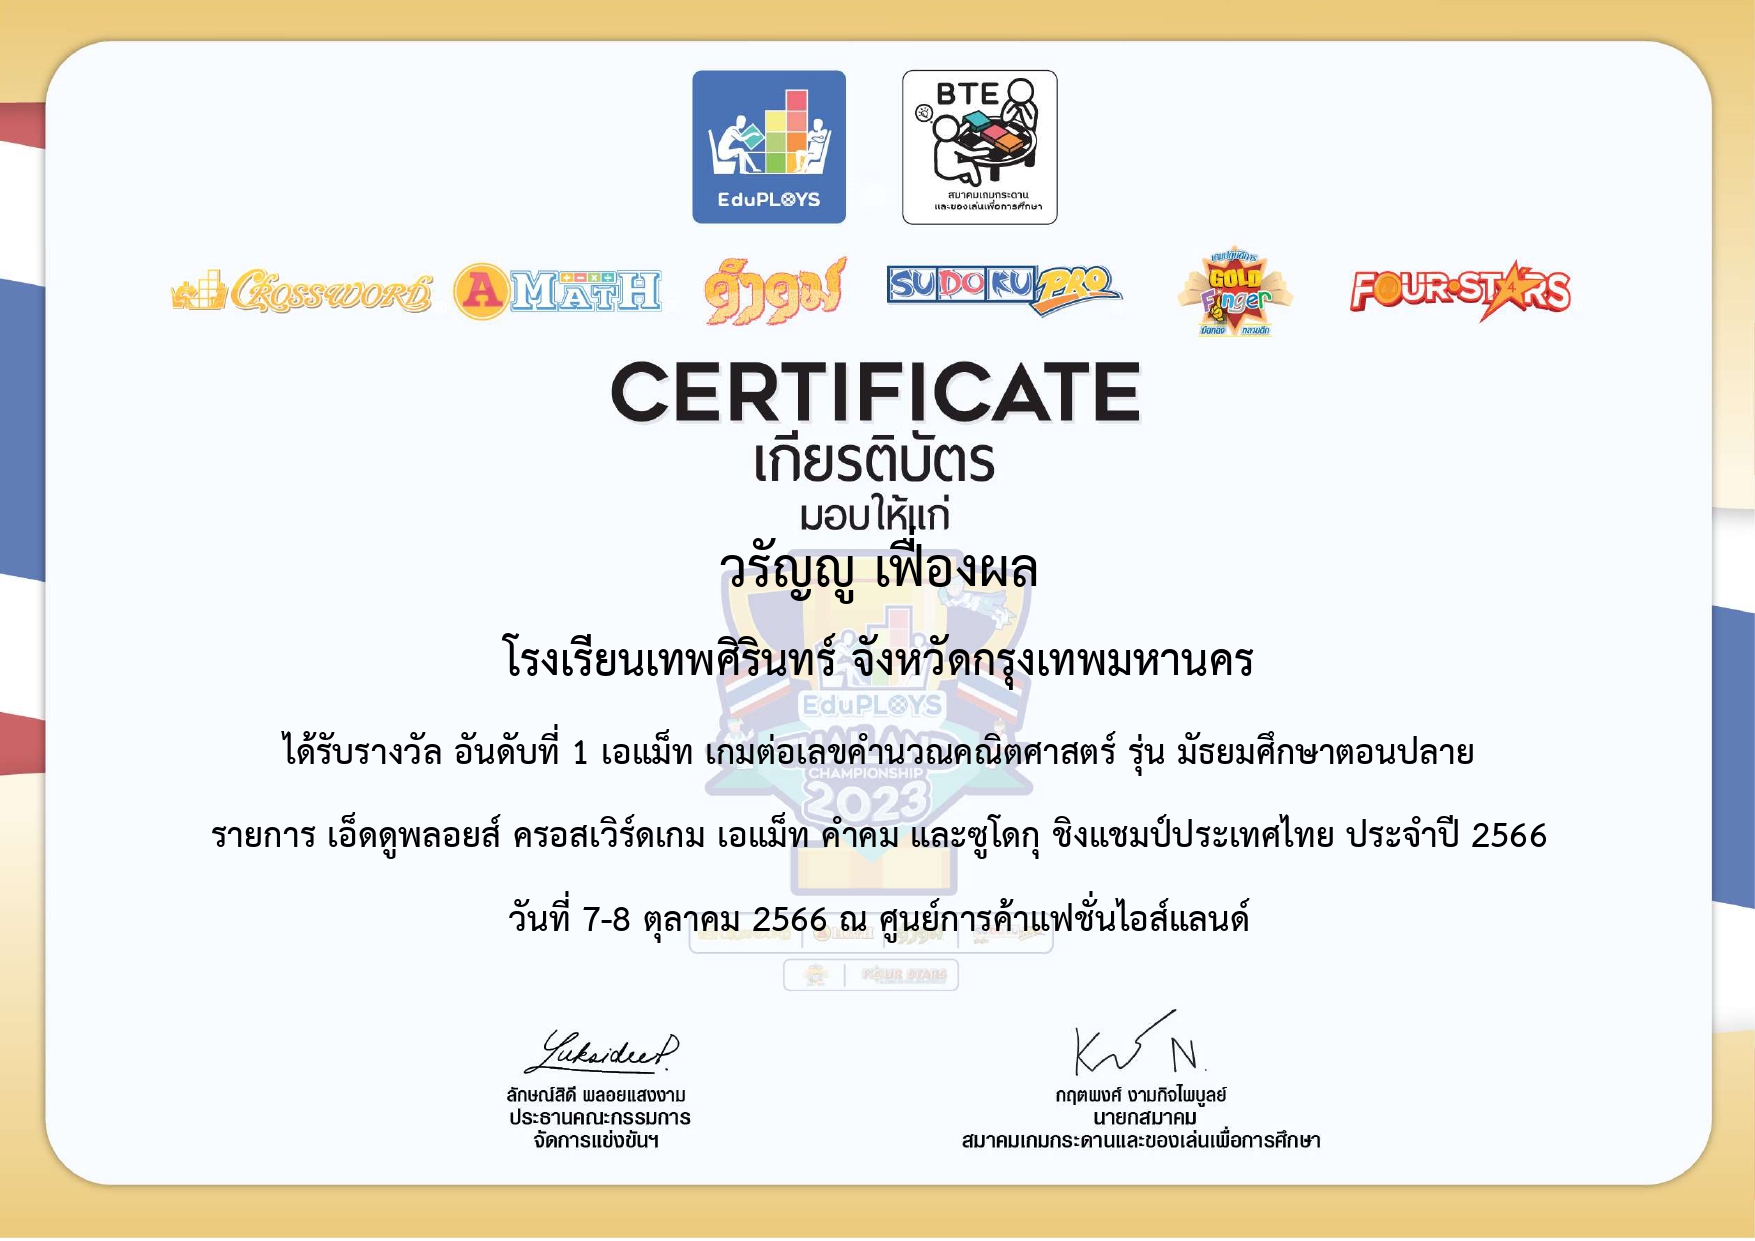 EduPLOYS
BTE
สมาคมเกมกระดาน
และของเล่นเพื่อการศึกษา
CROSSWORD A MATH คำคม SUDOKU PRO GOLD Finger FOUR-STARS
CERTIFICATE
เกียรติบัตร
มอบให้แก่
วรัญญู เฟื่องผล
โรงเรียนเทพศิรินทร์ จังหวัดกรุงเทพมหานคร
EduPLOYS
ได้รับรางวัล อันดับที่ 1 เอแม็ท เกมต่อเลขคำนวณคณิตศาสตร์ รุ่น มัธยมศึกษาตอนปลาย
CHAMPIONSHIP
2023
รายการ เอ็ดดูพลอยส์ ครอสเวิร์ดเกม เอแม็ท คำคม และซูโดกุ ชิงแชมป์ประเทศไทย ประจำปี 2566
วันที่ 7-8 ตุลาคม 2566 ณ ศูนย์การค้าแฟชั่นไอส์แลนด์
FOUR STARS
ลักษณ์สิดี พลอยแสงงาม
ประธานคณะกรรมการ
จัดการแข่งขันฯ
กฤตพงศ์ งามกิจไพบูลย์
นายกสมาคม
สมาคมเกมกระดานและของเล่นเพื่อการศึกษา